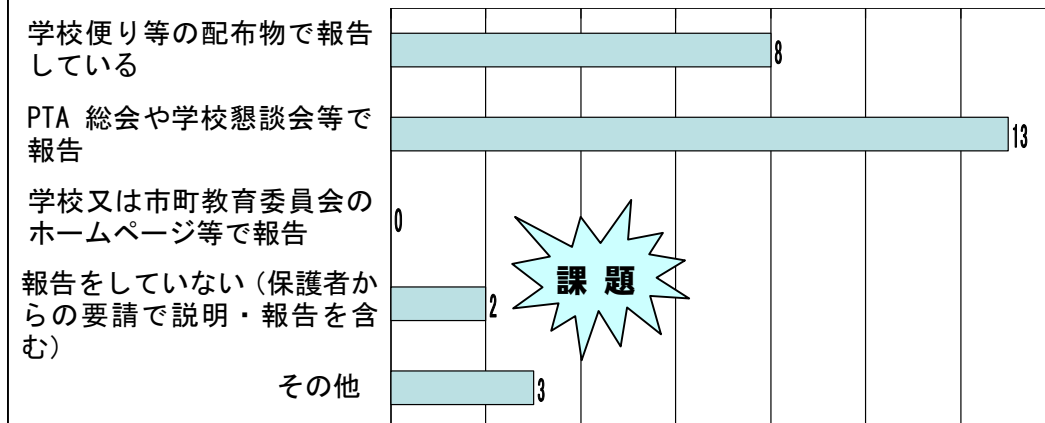 学校便り等の配布物で報告
している
8
PTA 総会や学校懇談会等で
報告
13
学校又は市町教育委員会の
ホームページ等で報告
0
報告をしていない（保護者か
らの要請で説明・報告を含
む）
2
課 題
その他
3